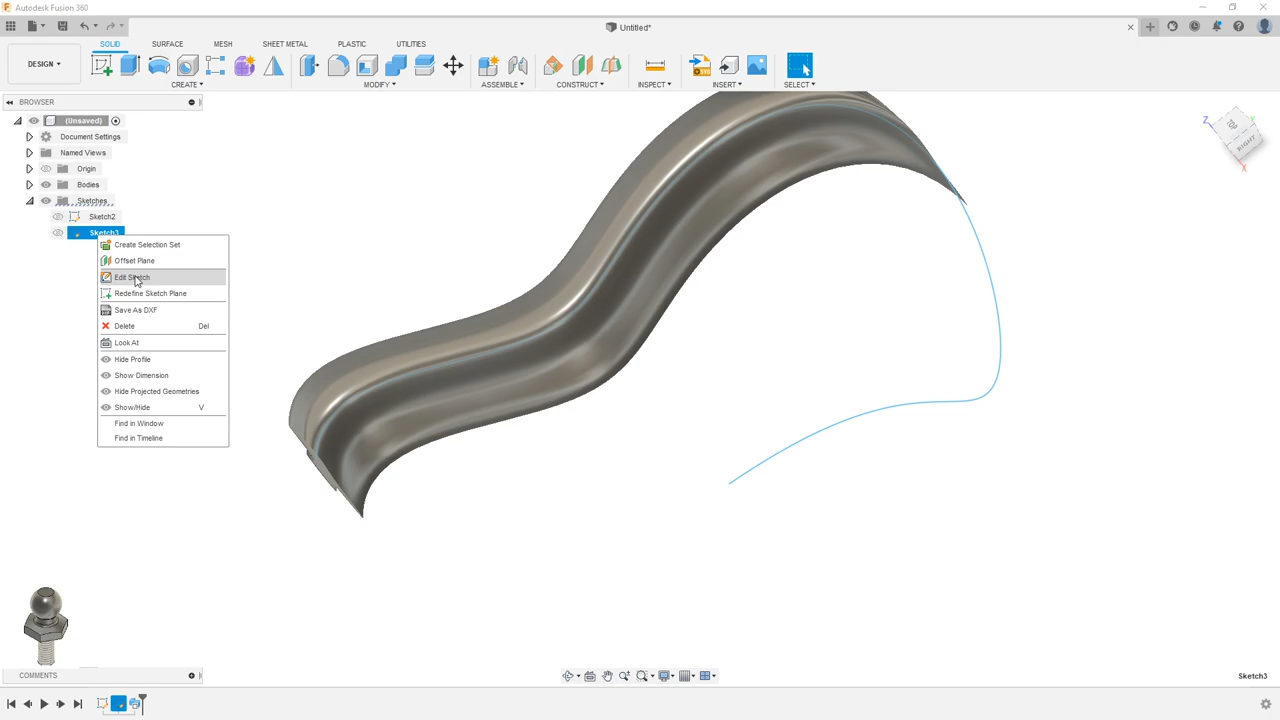 Autodesk Fusion 360
Untitled*
DESIGN
SOLID
SURFACE
MESH
SHEET METAL
PLASTIC
UTILITIES
CREATE
MODIFY
ASSEMBLE
CONSTRUCT
INSPECT
INSERT
SELECT
BROWSER
(Unsaved)
Document Settings
Named Views
Origin
Bodies
Sketches
Sketch2
Sketch3
Create Selection Set
Offset Plane
Edit Sketch
Redefine Sketch Plane
Save As DXF
Delete Del
Look At
Hide Profile
Show Dimension
Hide Projected Geometries
Show/Hide V
Find in Window
Find in Timeline
Z
RIGHT
X
COMMENTS
Sketch3